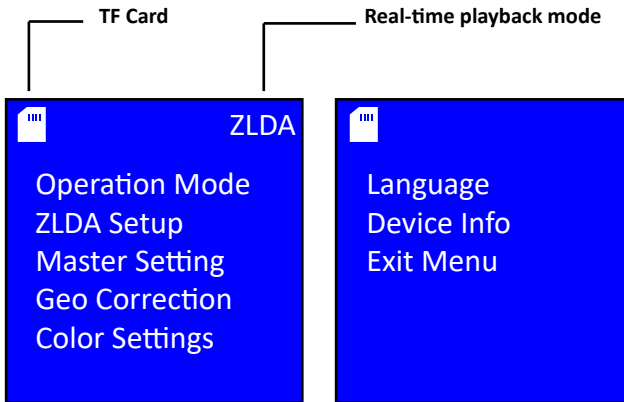 TF Card
Real-time playback mode
ZLDA
Operation Mode
ZLDA Setup
Master Setting
Geo Correction
Color Settings
Language
Device Info
Exit Menu